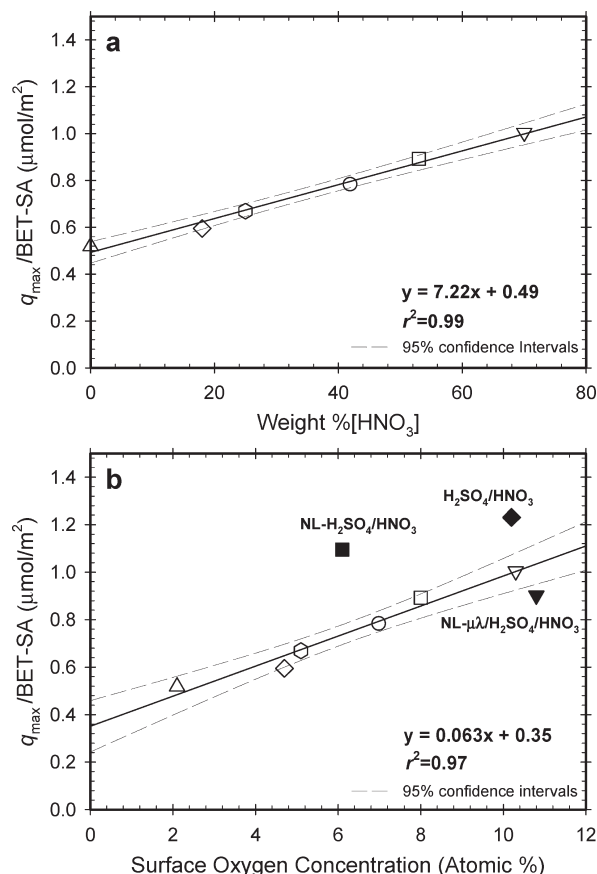 a
1.4
1.2
1.0
0.8
0.6
0.4
0.2
0.0
q_max/BET-SA (μmol/m²)
y = 7.22x + 0.49
r²=0.99
95% confidence Intervals
0 20 40 60 80
Weight %[HNO₃]
b
1.4
1.2
1.0
0.8
0.6
0.4
0.2
0.0
q_max/BET-SA (μmol/m²)
H₂SO₄/HNO₃
NL-H₂SO₄/HNO₃
NL-μλ/H₂SO₄/HNO₃
y = 0.063x + 0.35
r²=0.97
95% confidence intervals
0 2 4 6 8 10 12
Surface Oxygen Concentration (Atomic %)